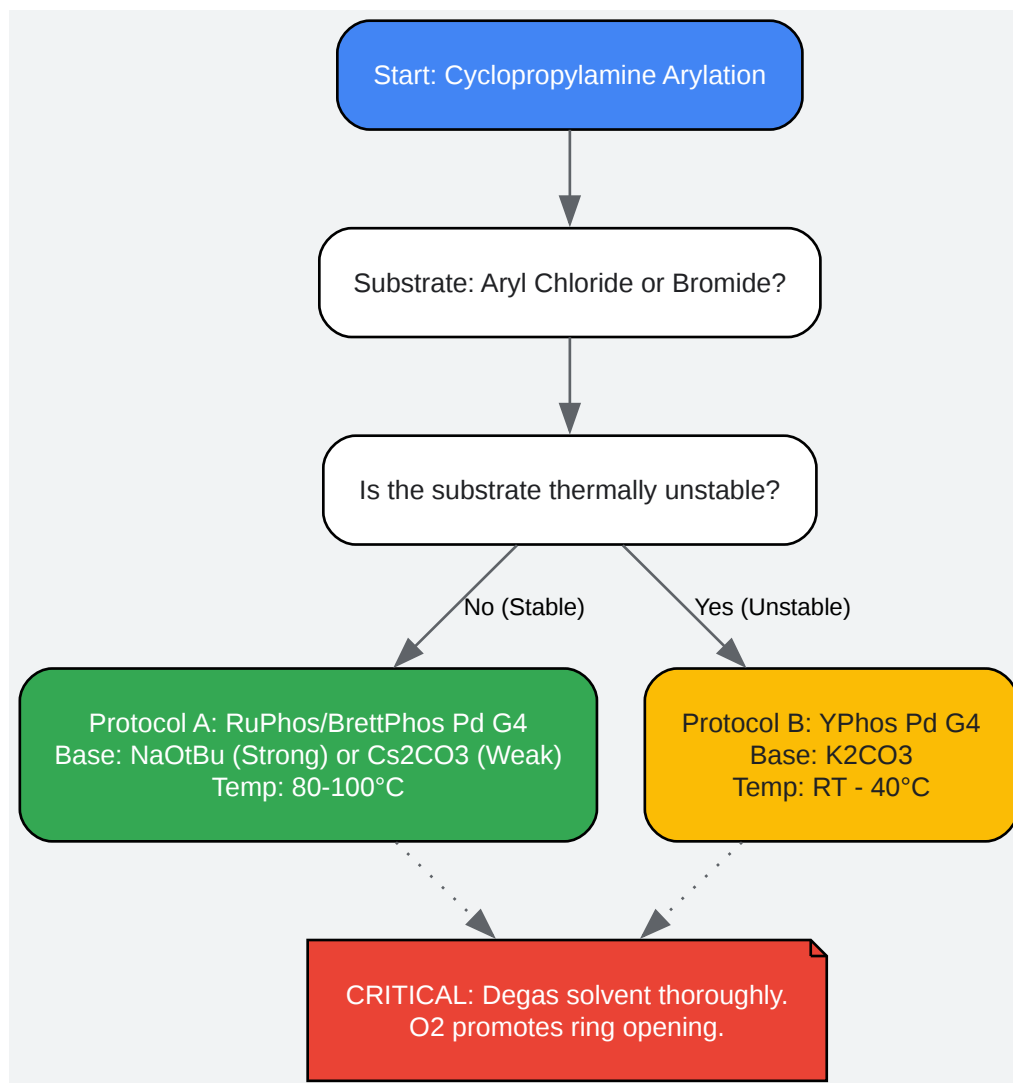 Start: Cyclopropylamine Arylation
Substrate: Aryl Chloride or Bromide?
Is the substrate thermally unstable?
No (Stable)
Yes (Unstable)
Protocol A: RuPhos/BrettPhos Pd G4
Base: NaOtBu (Strong) or Cs2CO3 (Weak)
Temp: 80-100°C
Protocol B: YPhos Pd G4
Base: K2CO3
Temp: RT - 40°C
CRITICAL: Degas solvent thoroughly.
O2 promotes ring opening.